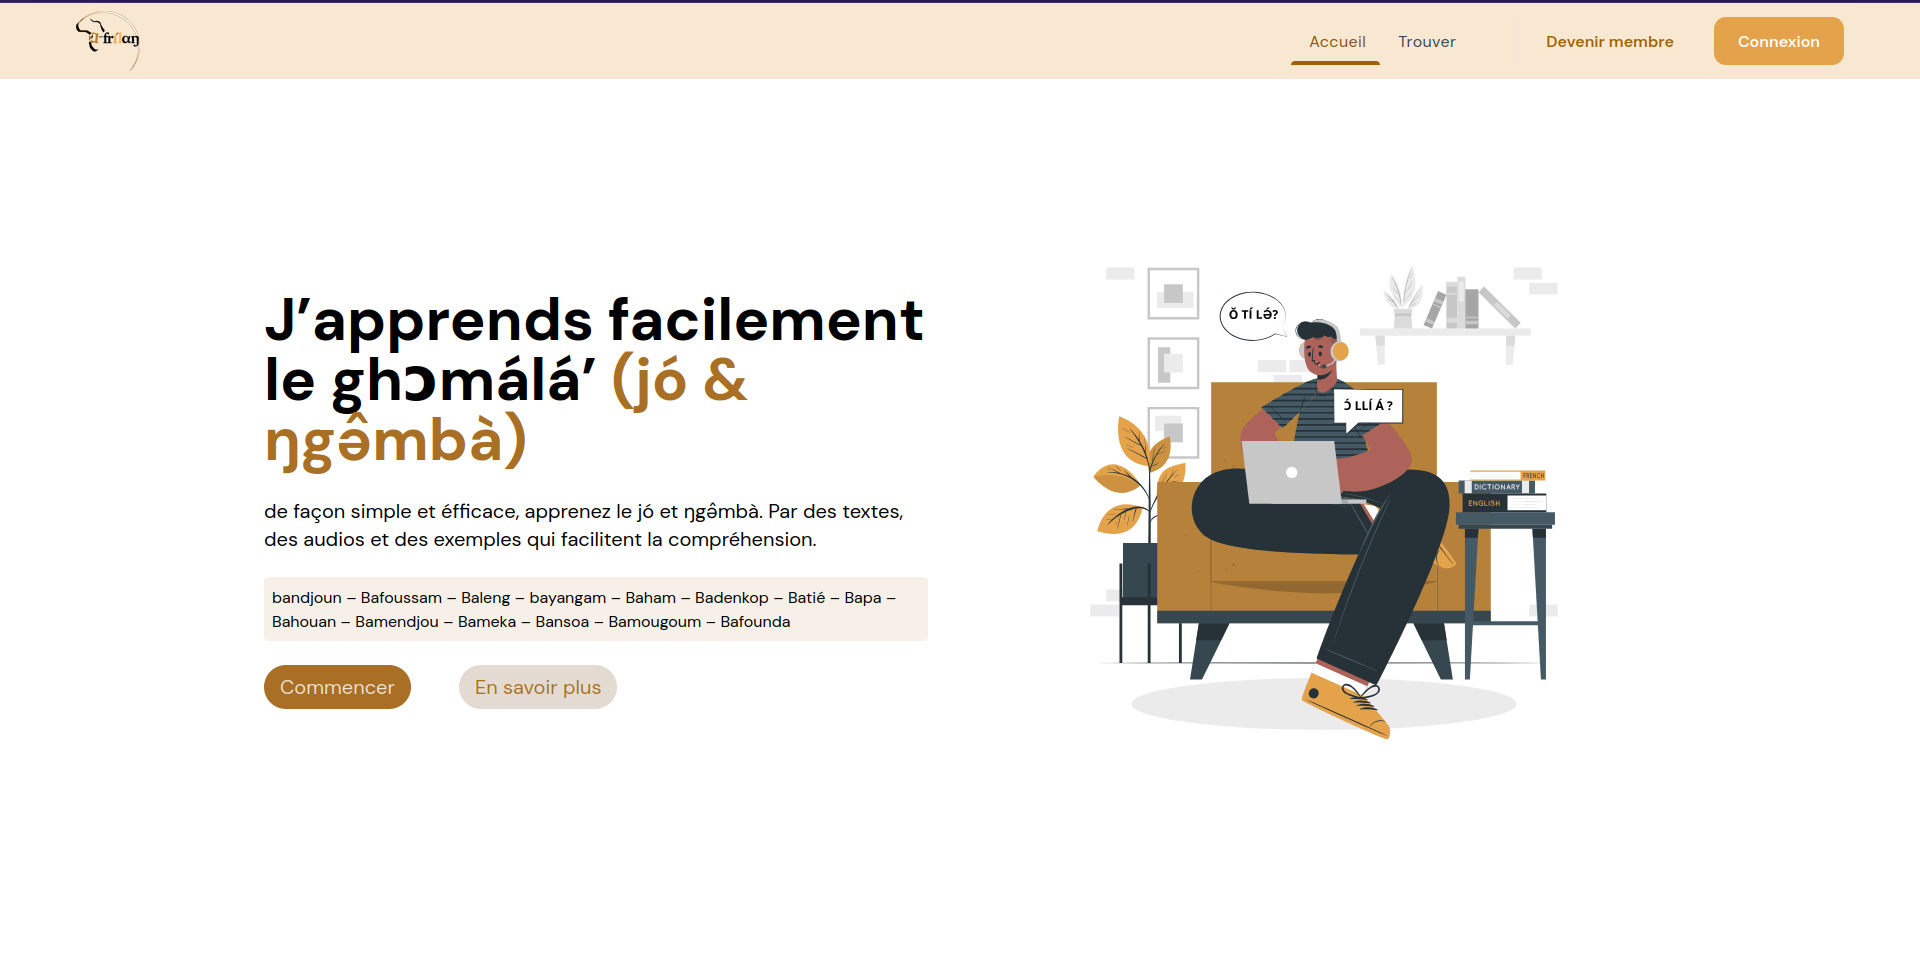 Accueil Trouver Devenir membre Connexion
J’apprends facilement
le ghɔmálá’ (jó &
ŋgə̂mbà)
de façon simple et éfficace, apprenez le jó et ŋgə̂mbà. Par des textes,
des audios et des exemples qui facilitent la compréhension.
bandjoun – Bafoussam – Baleng – bayangam – Baham – Badenkop – Batié – Bapa –
Bahouan – Bamendjou – Bameka – Bansoa – Bamougoum – Bafounda
Commencer En savoir plus
Ɔ́ LLÍ Á ?
FRENCH
DICTIONARY
ENGLISH